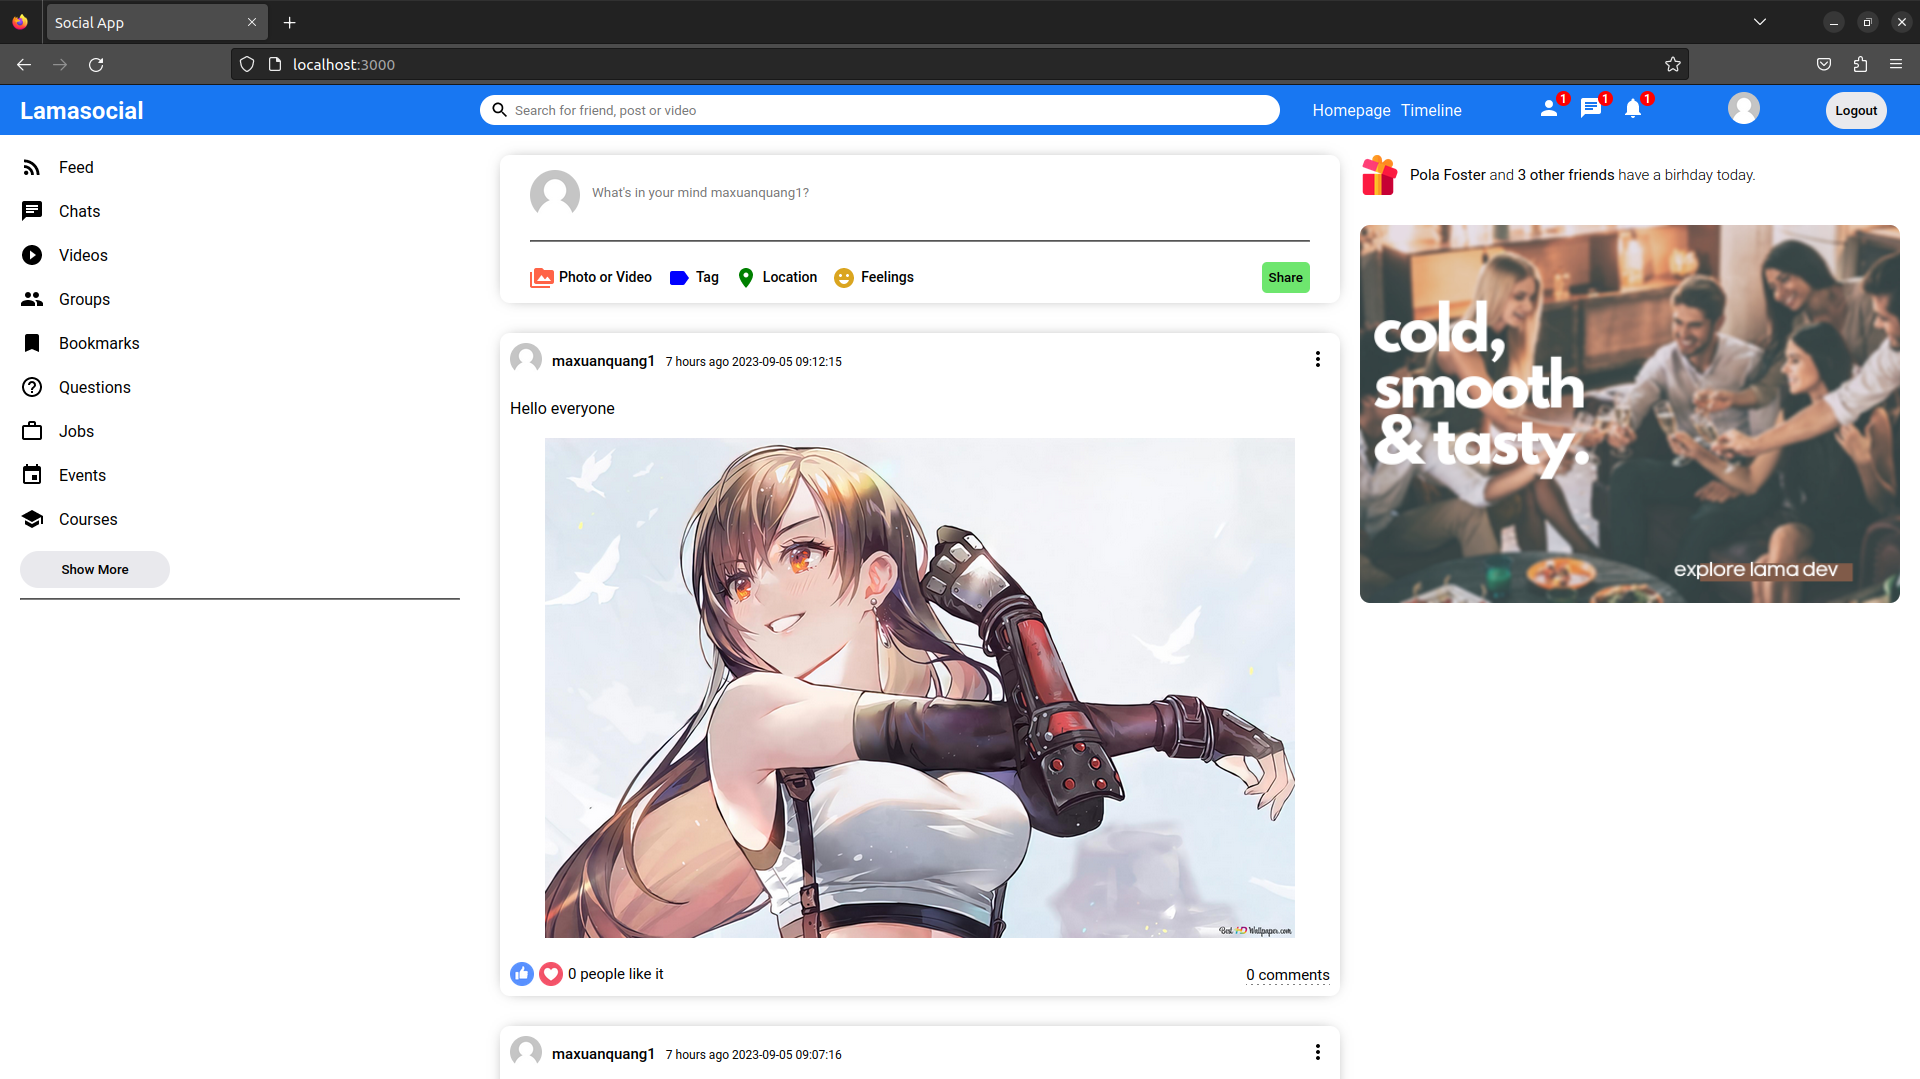 Social App
localhost:3000
Lamasocial
Search for friend, post or video
Homepage Timeline
1
1
1
Logout
Feed
Chats
Videos
Groups
Bookmarks
Questions
Jobs
Events
Courses
Show More
What's in your mind maxuanquang1?
Photo or Video
Tag
Location
Feelings
Share
maxuanquang1 7 hours ago 2023-09-05 09:12:15
Hello everyone
Best HD Wallpaper.com
0 people like it
0 comments
maxuanquang1 7 hours ago 2023-09-05 09:07:16
Pola Foster and 3 other friends have a birhday today.
cold,
smooth
& tasty.
explore lama dev